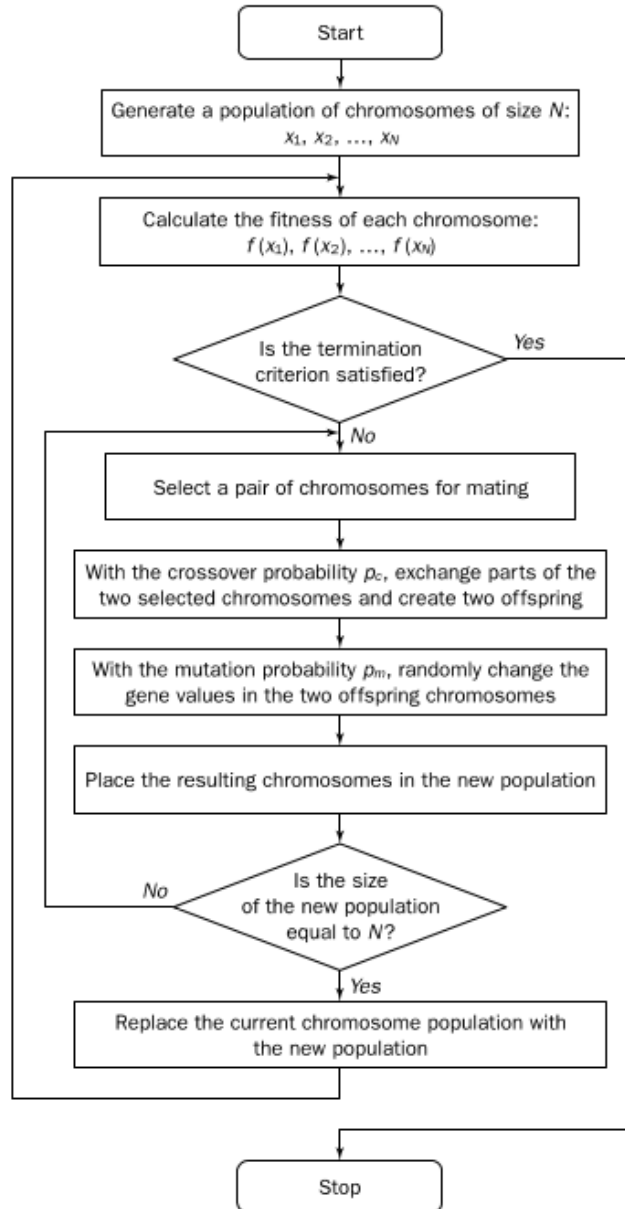 Start
Generate a population of chromosomes of size N:
x₁, x₂, ..., x_N
Calculate the fitness of each chromosome:
f (x₁), f (x₂), ..., f (x_N)
Is the termination
criterion satisfied?
Yes
No
Select a pair of chromosomes for mating
With the crossover probability p_c, exchange parts of the
two selected chromosomes and create two offspring
With the mutation probability p_m, randomly change the
gene values in the two offspring chromosomes
Place the resulting chromosomes in the new population
Is the size
of the new population
equal to N?
No
Yes
Replace the current chromosome population with
the new population
Stop